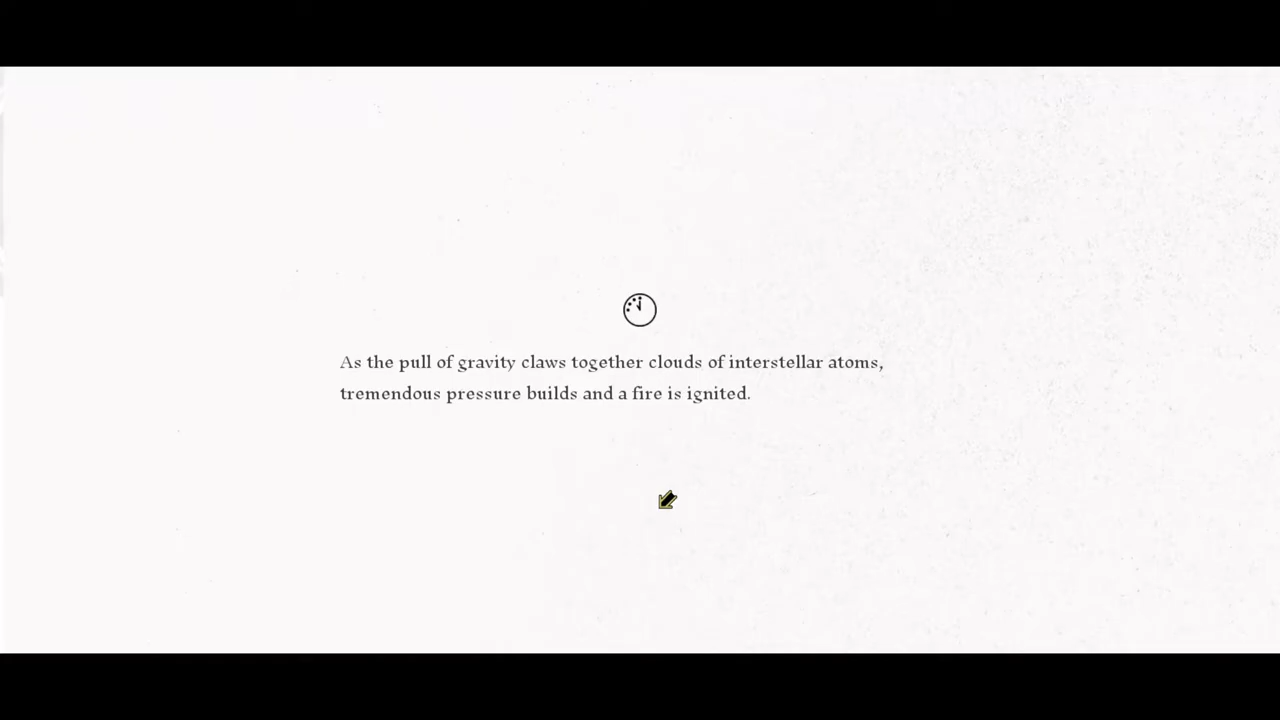 As the pull of gravity claws together clouds of interstellar atoms,
tremendous pressure builds and a fire is ignited.